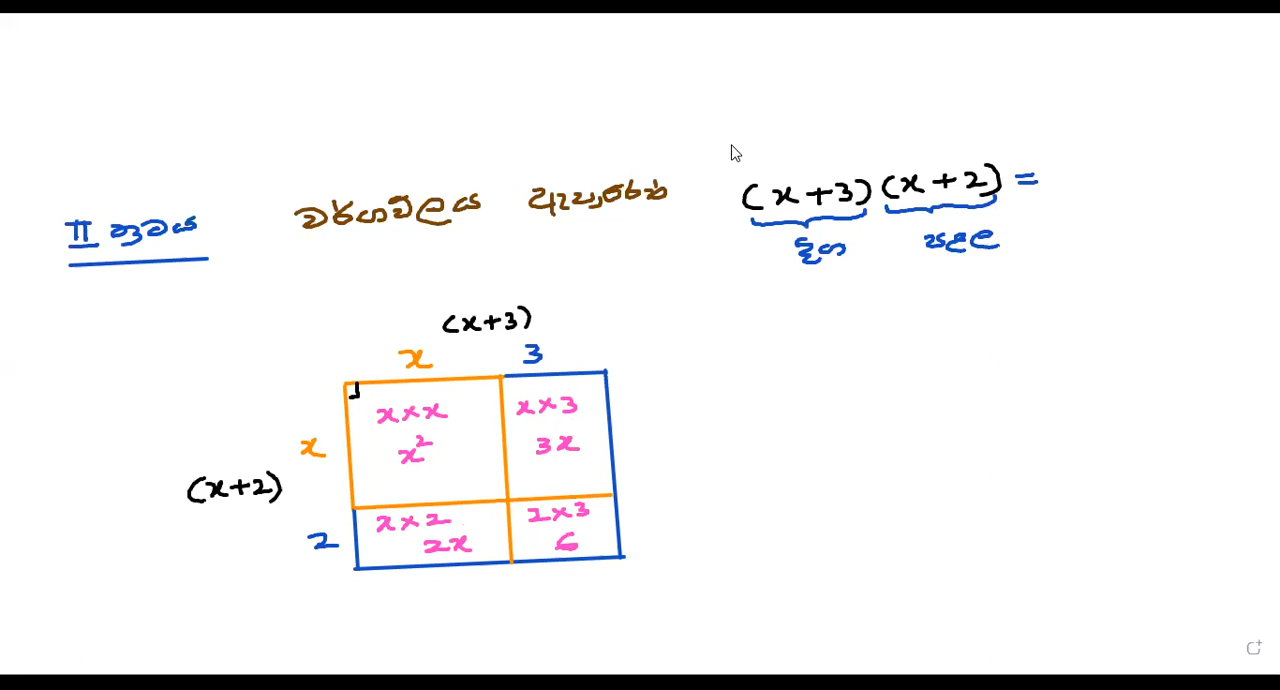 II ක්‍රමය වර්ගඵලය ඇසුරෙන් (x+3)(x+2) =
දිග පළල
(x+3)
x 3
x×x x×3
x x² 3x
(x+2)
x×2 2×3
2 2x 6